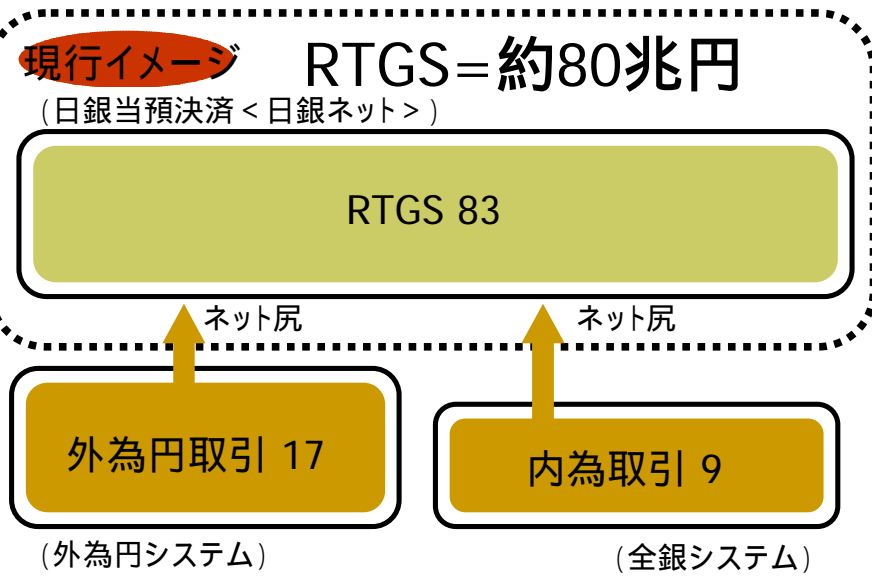 現行イメージ RTGS=約80兆円
(日銀当預決済<日銀ネット>)
RTGS 83
ネット尻 ネット尻
外為円取引 17
内為取引 9
(外為円システム) (全銀システム)